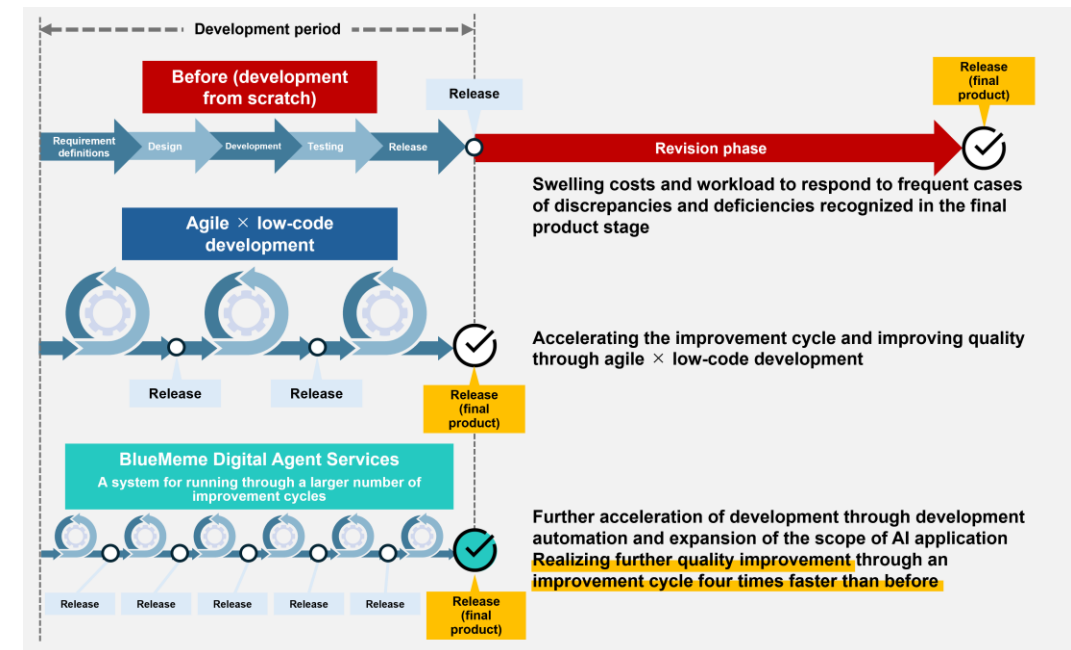 Development period
Before (development
from scratch)
Release
Release
(final
product)
Requirement
definitions
Design
Development
Testing
Release
Revision phase
Swelling costs and workload to respond to frequent cases
of discrepancies and deficiencies recognized in the final
product stage
Agile × low-code
development
Accelerating the improvement cycle and improving quality
through agile × low-code development
Release
Release
Release
(final
product)
BlueMeme Digital Agent Services
A system for running through a larger number of
improvement cycles
Further acceleration of development through development
automation and expansion of the scope of AI application
Realizing further quality improvement through an
improvement cycle four times faster than before
Release
Release
Release
Release
Release
Release
(final
product)